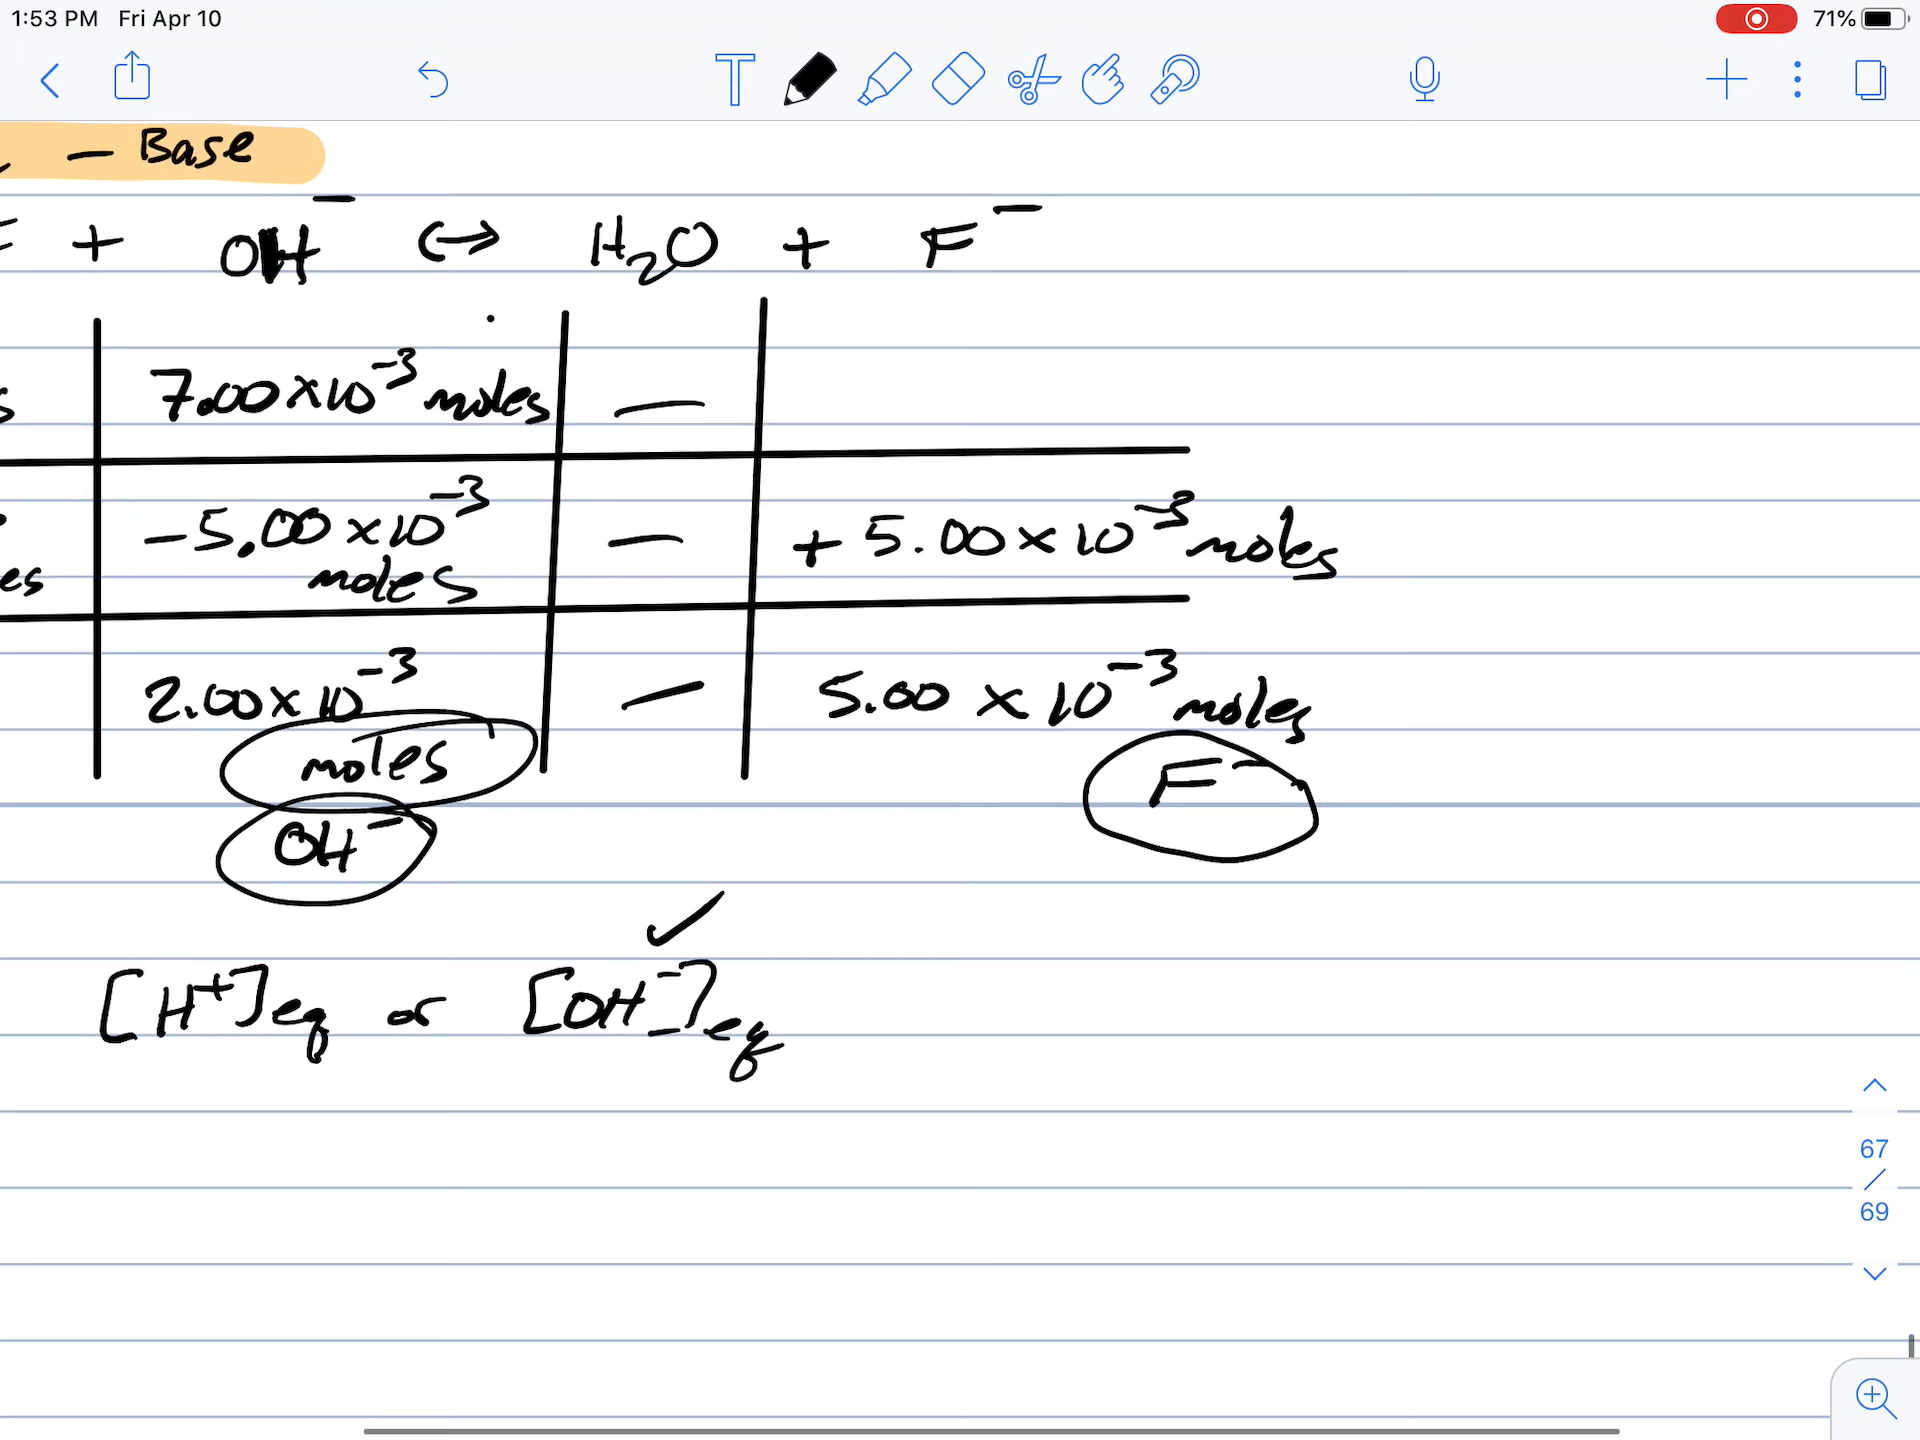 1:53 PM Fri Apr 10 71%
T
- Base
+ OH⁻ ↔ H₂O + F⁻
7.00 × 10⁻³ moles —
-5.00 × 10⁻³ — + 5.00 × 10⁻³ moles
es moles
2.00 × 10⁻³ — 5.00 × 10⁻³ moles
moles F⁻
OH⁻
✓
[H⁺]eq or [OH⁻]eq
67
/
69